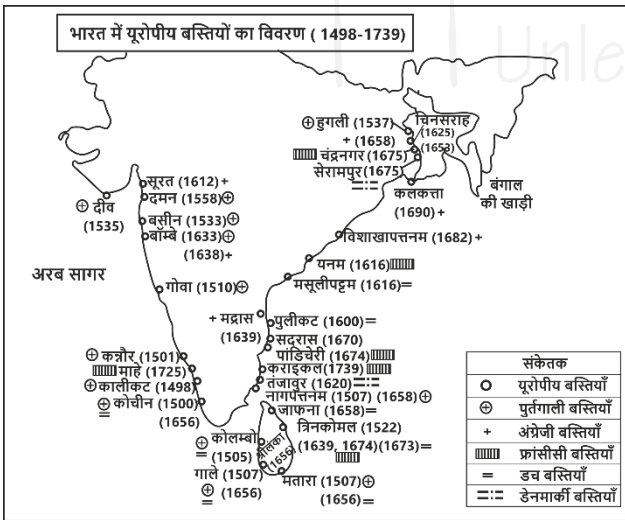 Unle
भारत में यूरोपीय बस्तियों का विवरण ( 1498-1739)
⊕हुगली (1537)
चिनसराह
(1625)
+ (1658)
(1653)
चंद्रनगर (1675)
सेरामपुर (1675)
कलकत्ता
(1690)+
बंगाल
की खाड़ी
सूरत (1612)+
दमन (1558)⊕
⊕ दीव
(1535)
बसीन (1533)⊕
बॉम्बे (1633)⊕
(1638)+
विशाखापत्तनम (1682)+
यनम (1616)
मसूलीपट्टम (1616)=
अरब सागर
गोवा (1510)⊕
+ मद्रास
(1639)
पुलीकट (1600)=
सद्रास (1670)
पांडिचेरी (1674)
कराइकल(1739)
तंजावुर (1620)
नागपत्तनम (1507) (1658)⊕
जाफना (1658)=
त्रिनकोमल (1522)
(1639, 1674)(1673)=
⊕ कन्नौर (1501)
माहे (1725)
⊕कालीकट (1498)
⊕ कोचीन (1500)
=
(1656)
⊕ कोलम्बो
=
(1505)
श्रीलंका
(1656)
गाले (1507)
⊕ (1656)
=
मतारा (1507)⊕
(1656)=
संकेतक
यूरोपीय बस्तियाँ
⊕ पुर्तगाली बस्तियाँ
+ अंग्रेजी बस्तियाँ
फ्रांसीसी बस्तियाँ
= डच बस्तियाँ
डेनमार्की बस्तियाँ